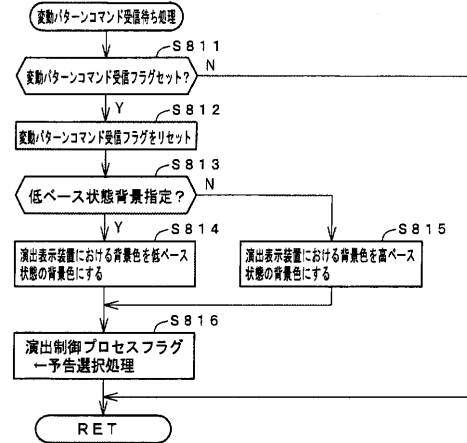 変動パターンコマンド受信待ち処理
S811
変動パターンコマンド受信フラグセット?
N
Y
S812
変動パターンコマンド受信フラグをリセット
S813
低ベース状態背景指定?
N
Y
S814
演出表示装置における背景色を低ベース
状態の背景色にする
S815
演出表示装置における背景色を高ベース
状態の背景色にする
S816
演出制御プロセスフラグ
←予告選択処理
RET